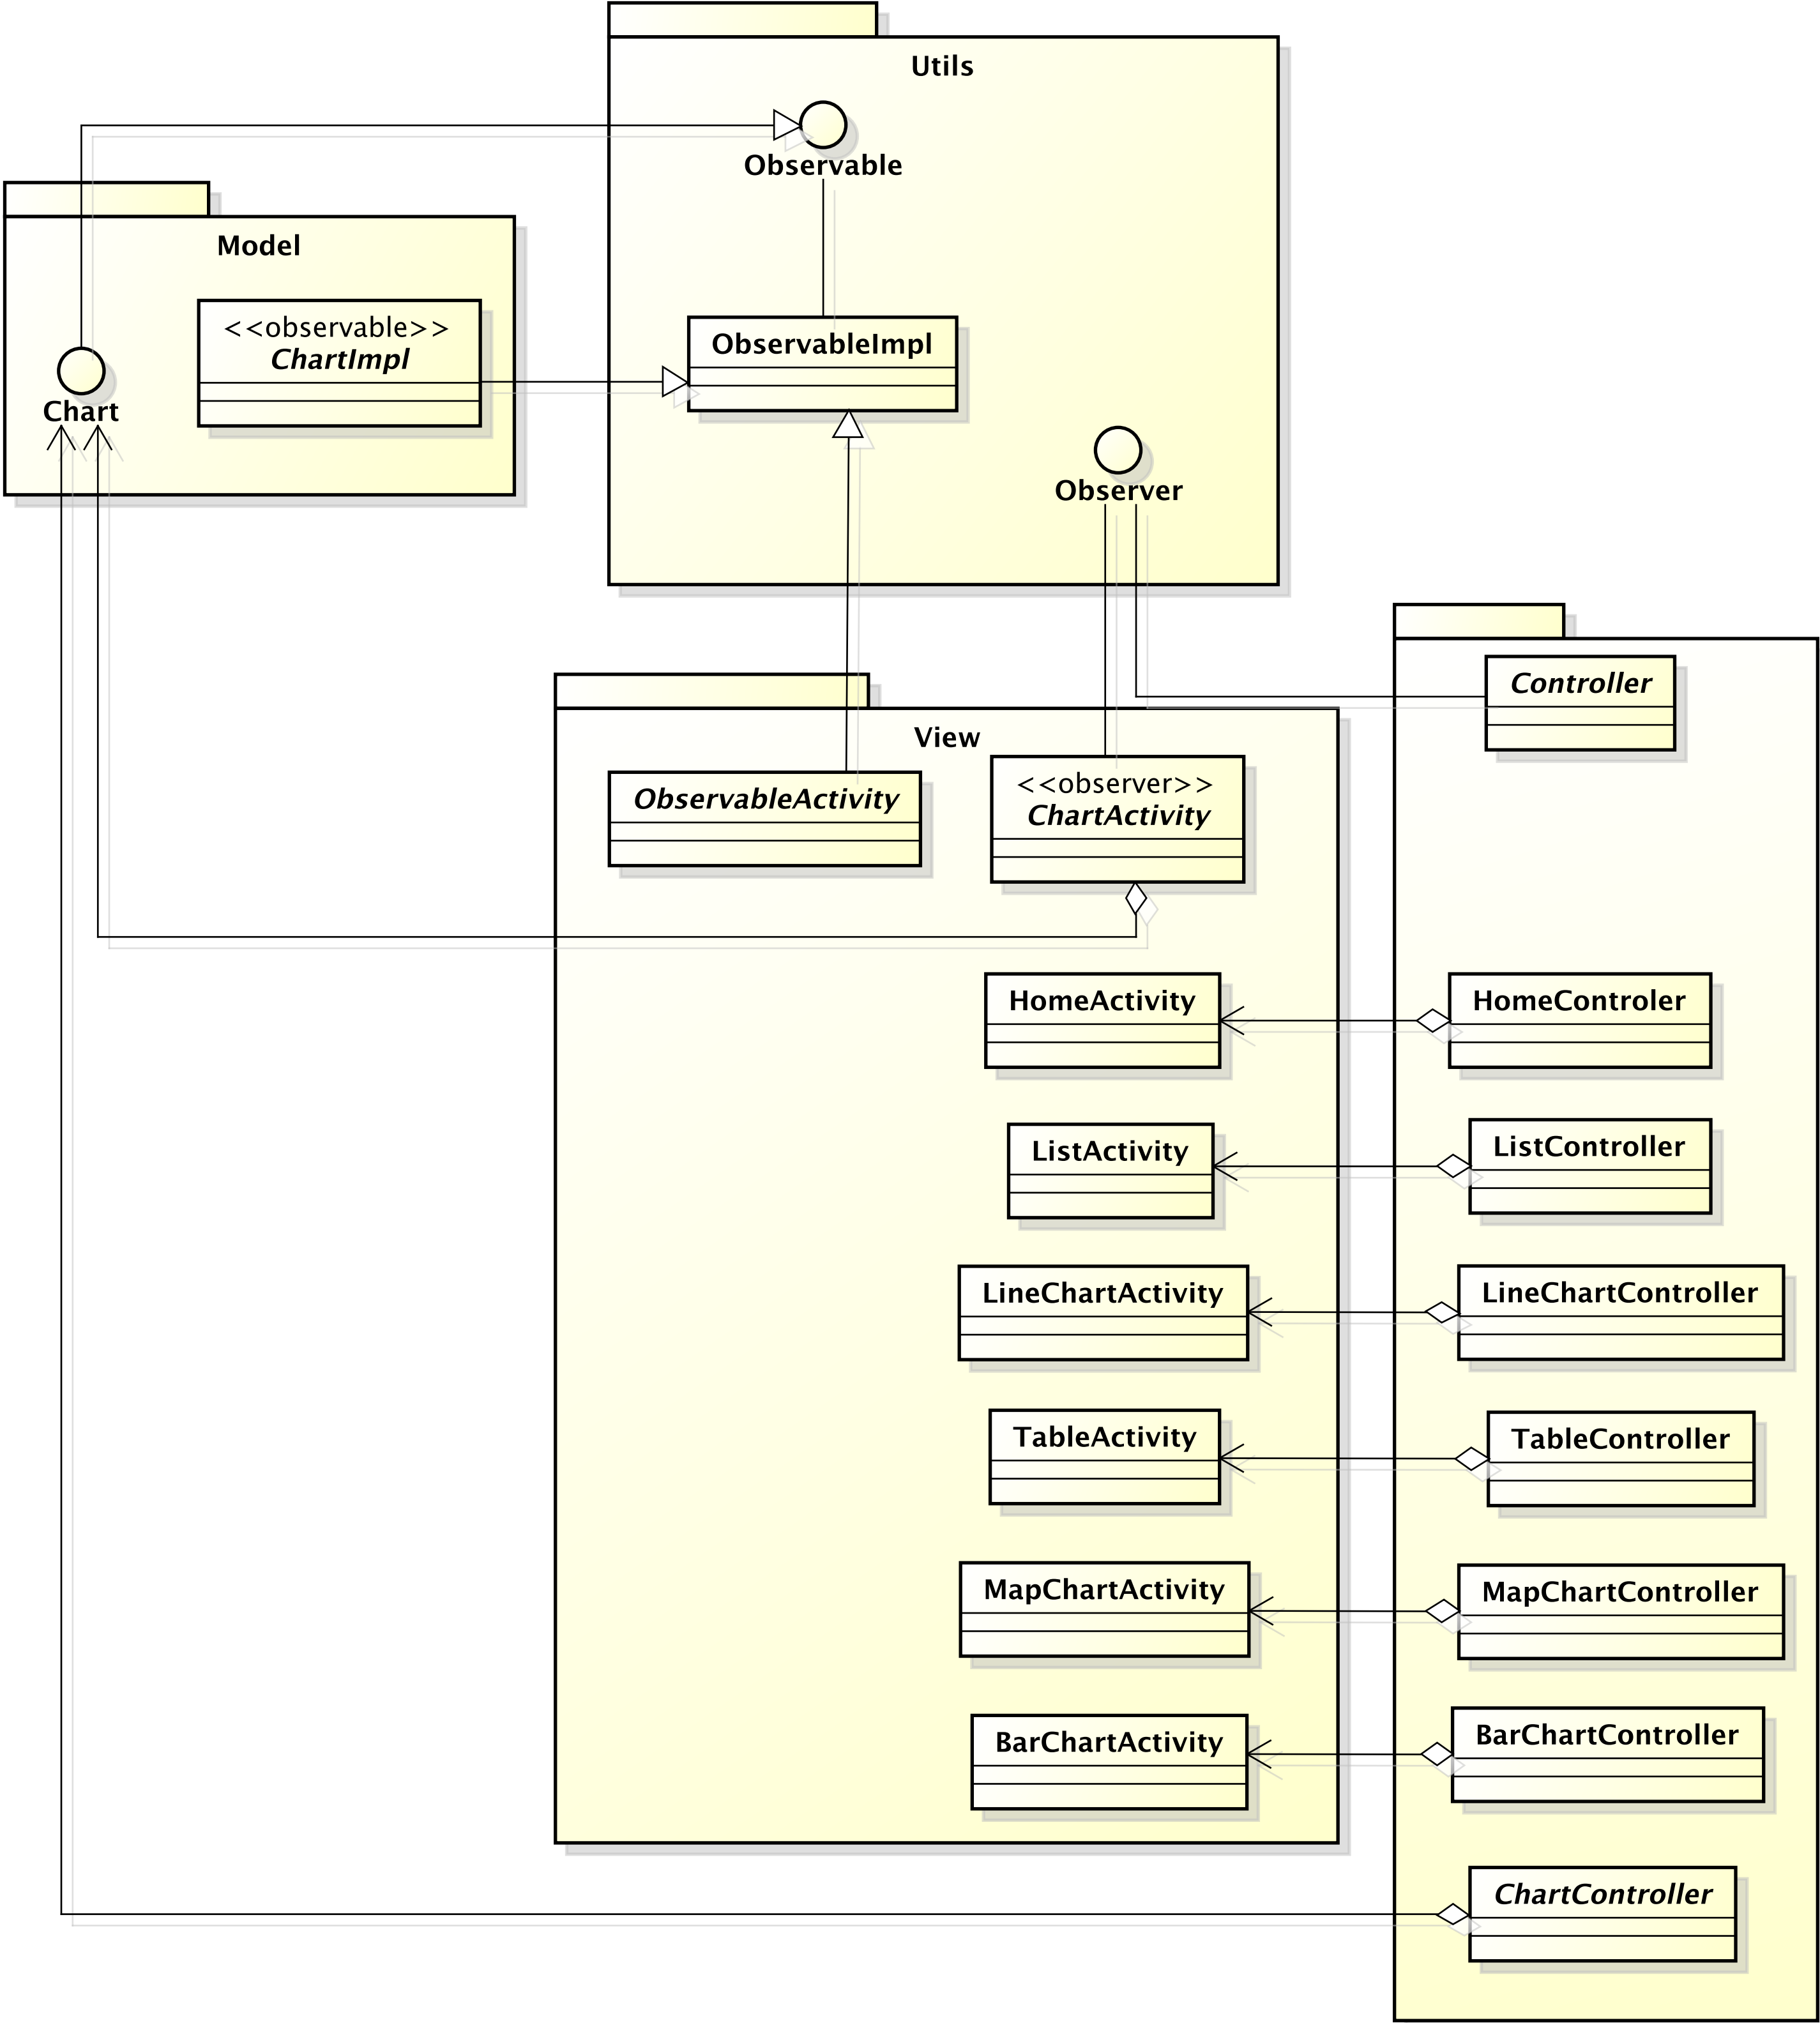 Utils
Observable
Model
<<observable>>
ChartImpl
ObservableImpl
Chart
Observer
Controller
View
<<observer>>
ObservableActivity
ChartActivity
HomeActivity
HomeControler
ListActivity
ListController
LineChartActivity
LineChartController
TableActivity
TableController
MapChartActivity
MapChartController
BarChartActivity
BarChartController
ChartController